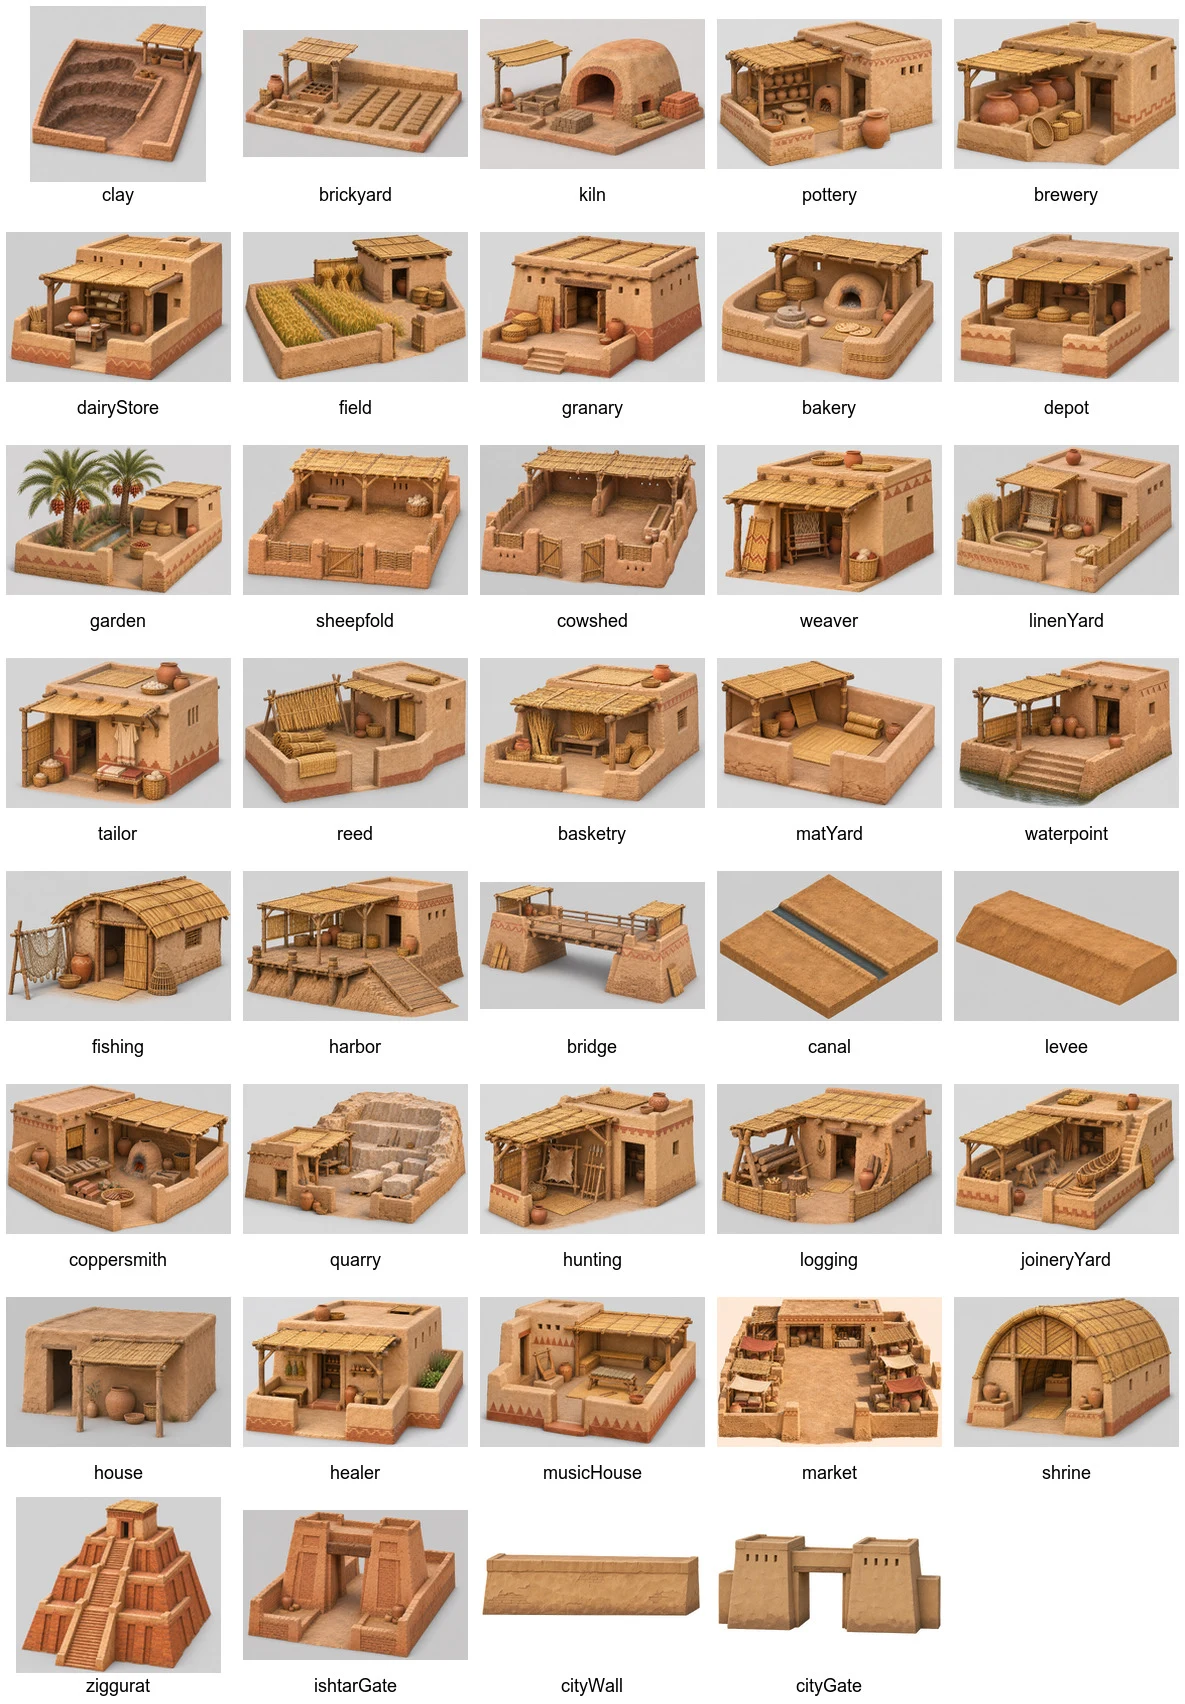 clay
brickyard
kiln
pottery
brewery
dairyStore
field
granary
bakery
depot
garden
sheepfold
cowshed
weaver
linenYard
tailor
reed
basketry
matYard
waterpoint
fishing
harbor
bridge
canal
levee
coppersmith
quarry
hunting
logging
joineryYard
house
healer
musicHouse
market
shrine
ziggurat
ishtarGate
cityWall
cityGate